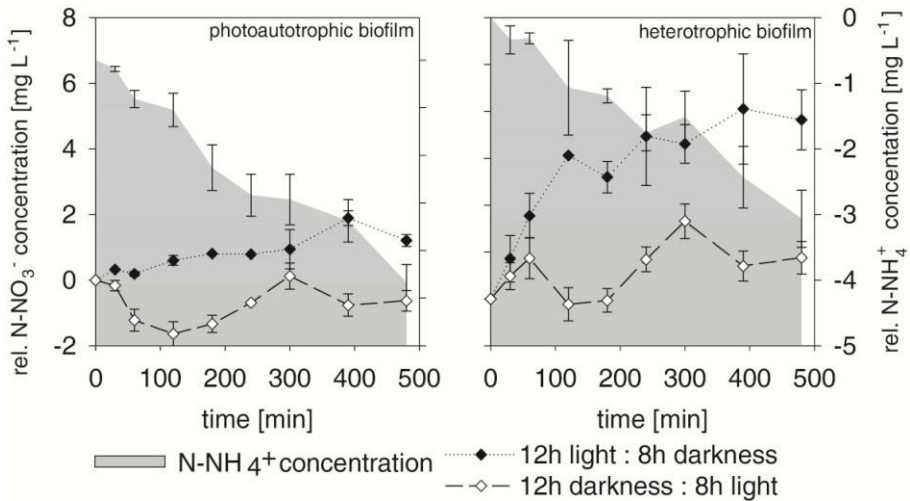 photoautotrophic biofilm
heterotrophic biofilm
rel. N-NO₃⁻ concentration [mg L⁻¹]
8
6
4
2
0
-2
0 100 200 300 400 500
time [min]
0 100 200 300 400 500
time [min]
0
-1
-2
-3
-4
-5
rel. N-NH₄⁺ concentation [mg L⁻¹]
N-NH 4+ concentration
12h light : 8h darkness
12h darkness : 8h light